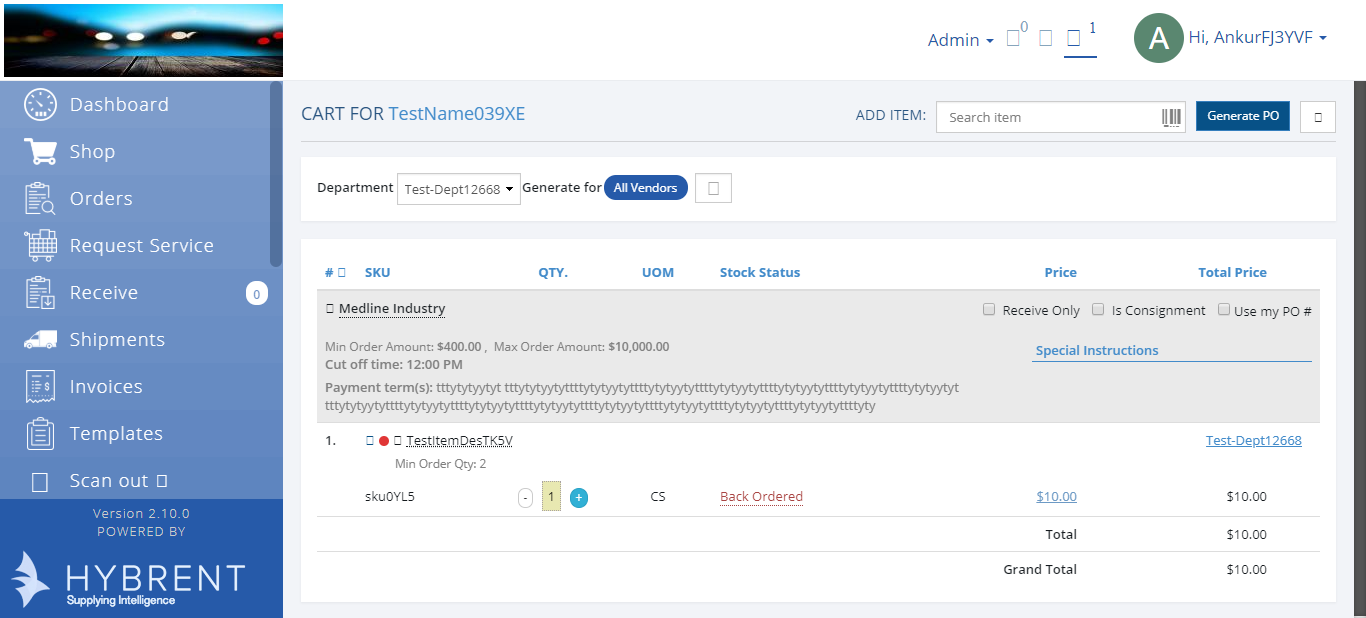 Admin 0 1 A Hi, AnkurFJ3YVF
Dashboard
Shop
Orders
Request Service
Receive 0
Shipments
Invoices
Templates
Scan out
Version 2.10.0
POWERED BY
HYBRENT
Supplying Intelligence
CART FOR TestName039XE ADD ITEM: Search item Generate PO
Department Test-Dept12668 Generate for All Vendors
# SKU QTY. UOM Stock Status Price Total Price
Medline Industry Receive Only Is Consignment Use my PO #
Min Order Amount: $400.00 , Max Order Amount: $10,000.00
Special Instructions
Cut off time: 12:00 PM
Payment term(s):
1. TestItemDesTK5V Test-Dept12668
Min Order Qty: 2
sku0YL5 - 1 + CS Back Ordered $10.00 $10.00
Total $10.00
Grand Total $10.00